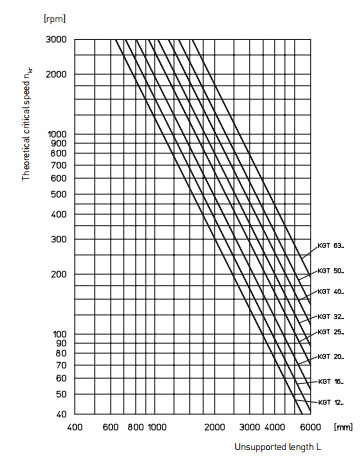 [rpm]
Theoretical critical speed nkr
3000
2000
1000
900
800
700
600
500
400
300
200
100
90
80
70
60
50
40
KGT 63..
KGT 50..
KGT 40..
KGT 32..
KGT 25..
KGT 20..
KGT 16..
KGT 12..
400 600 800 1000 2000 3000 4000 6000 [mm]
Unsupported length L